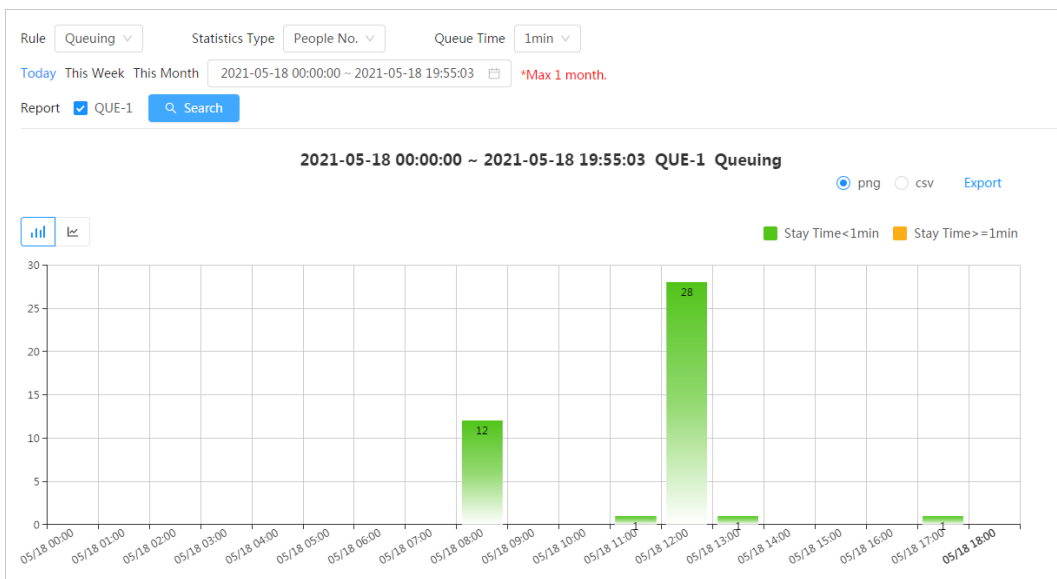 Rule Queuing Statistics Type People No. Queue Time 1min
Today This Week This Month 2021-05-18 00:00:00 ~ 2021-05-18 19:55:03 *Max 1 month.
Report QUE-1 Search
2021-05-18 00:00:00 ~ 2021-05-18 19:55:03 QUE-1 Queuing
png csv Export
Stay Time<1min Stay Time>=1min
30
28
25
20
15
12
10
5
0
1 1 1
05/18 00:00 05/18 01:00 05/18 02:00 05/18 03:00 05/18 04:00 05/18 05:00 05/18 06:00 05/18 07:00 05/18 08:00 05/18 09:00 05/18 10:00 05/18 11:00 05/18 12:00 05/18 13:00 05/18 14:00 05/18 15:00 05/18 16:00 05/18 17:00 05/18 18:00